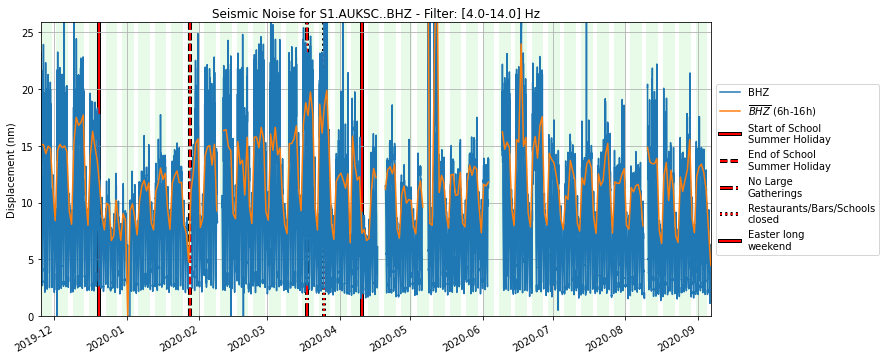 Seismic Noise for S1.AUKSC..BHZ - Filter: [4.0-14.0] Hz
25
20
15
10
5
0
Displacement (nm)
2019-12
2020-01
2020-02
2020-03
2020-04
2020-05
2020-06
2020-07
2020-08
2020-09
BHZ
BHZ (6h-16h)
Start of School
Summer Holiday
End of School
Summer Holiday
No Large
Gatherings
Restaurants/Bars/Schools
closed
Easter long
weekend